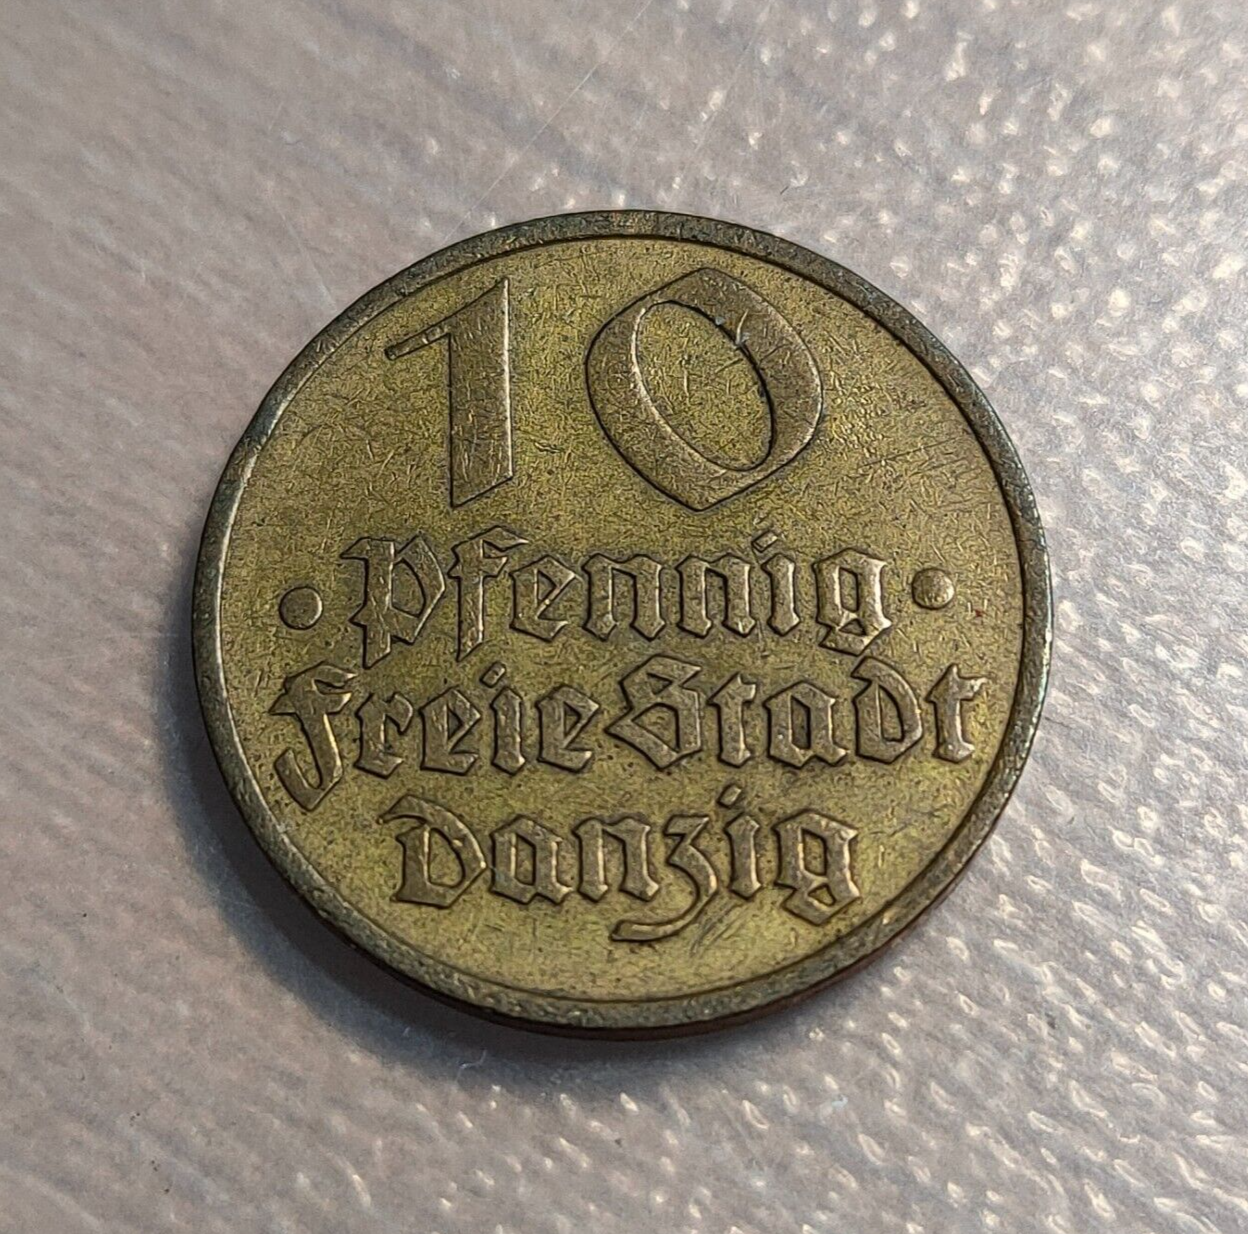 10
• Pfennig •
Freie Stadt
Danzig